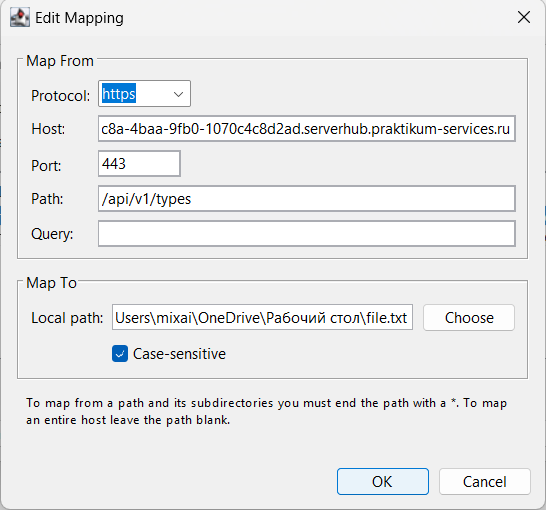 Edit Mapping
Map From
Protocol: https
Host: c8a-4baa-9fb0-1070c4c8d2ad.serverhub.praktikum-services.ru
Port: 443
Path: /api/v1/types
Query:
Map To
Local path: Users\mixai\OneDrive\Рабочий стол\file.txt Choose
Case-sensitive
To map from a path and its subdirectories you must end the path with a *. To map
an entire host leave the path blank.
OK Cancel